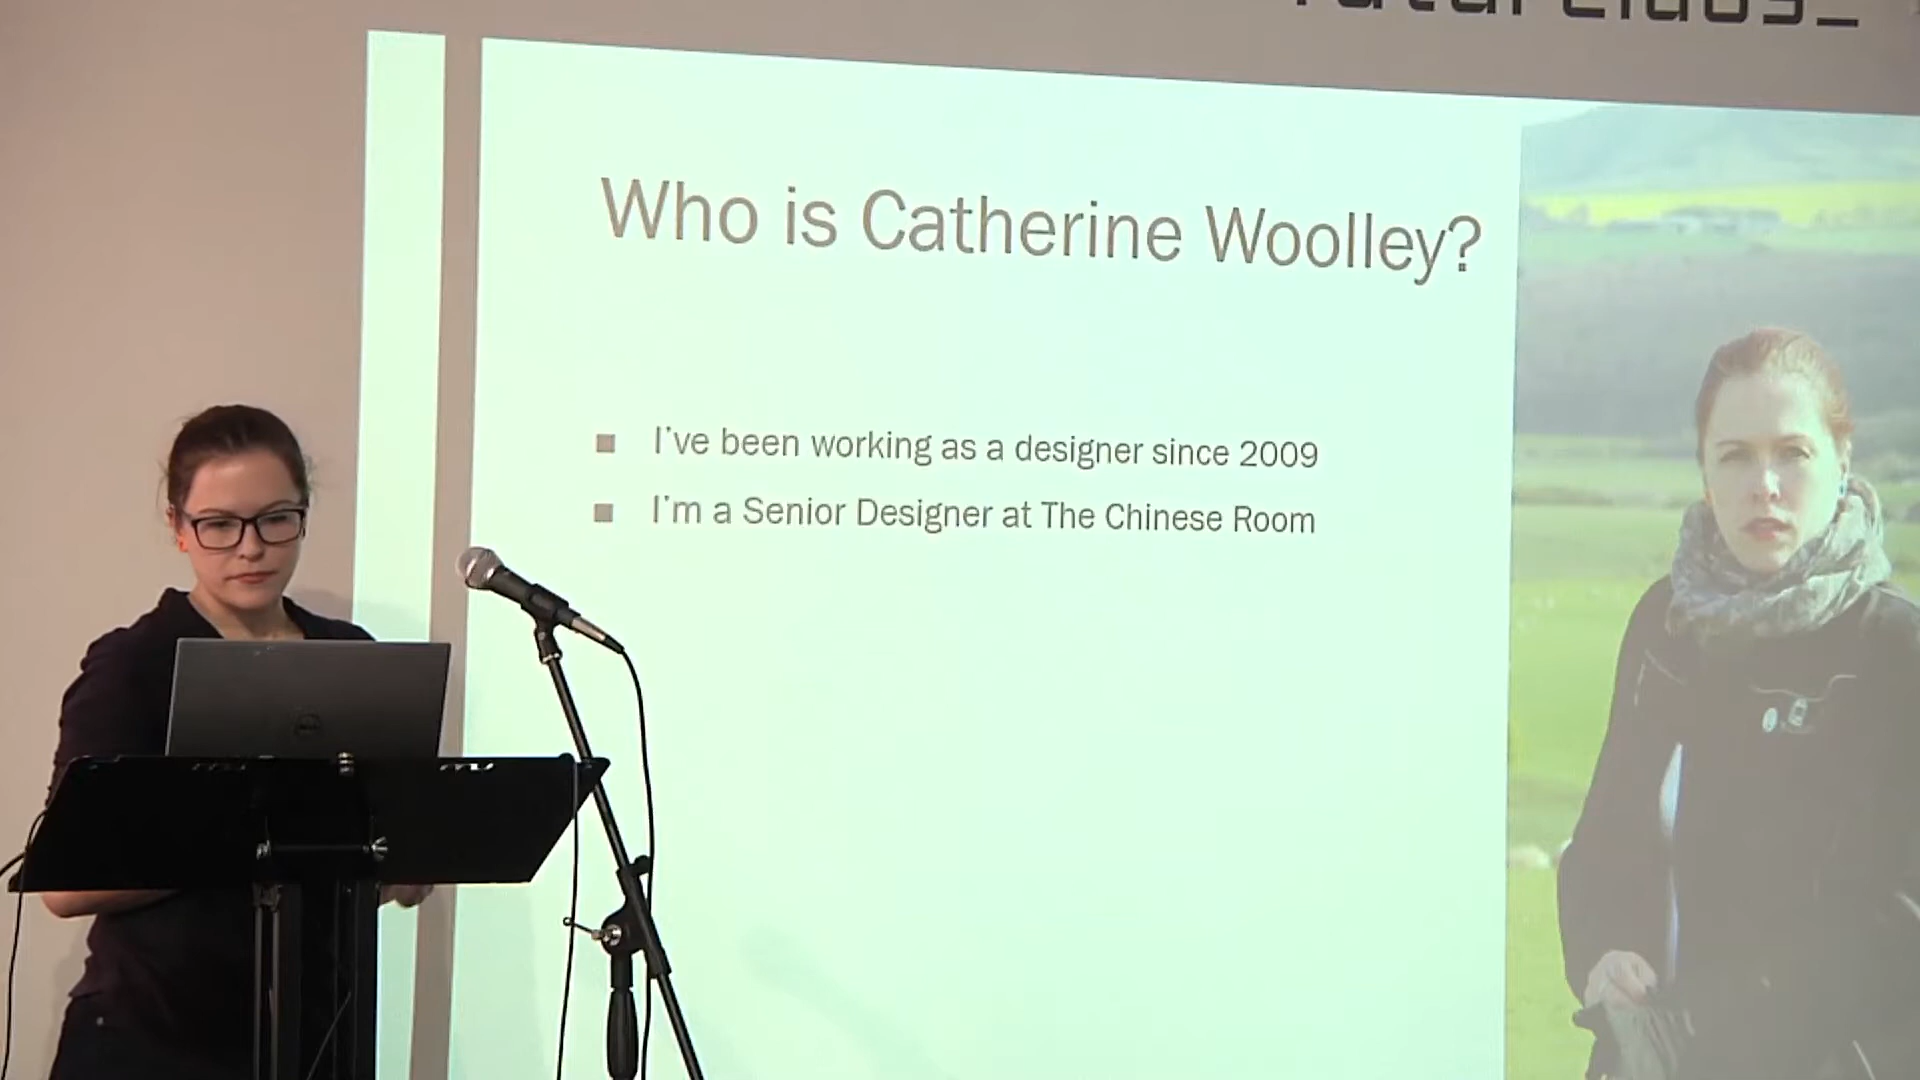 Who is Catherine Woolley?
I've been working as a designer since 2009
I'm a Senior Designer at The Chinese Room